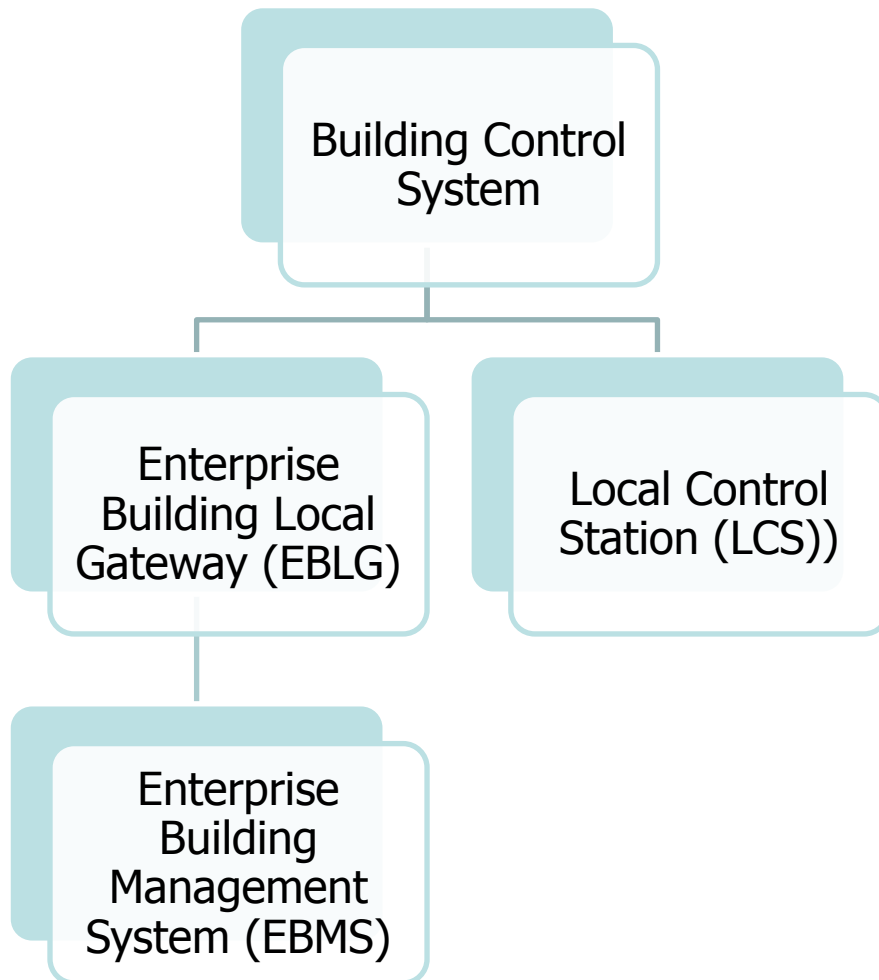 Building Control
System
Enterprise
Building Local
Gateway (EBLG)
Local Control
Station (LCS))
Enterprise
Building
Management
System (EBMS)